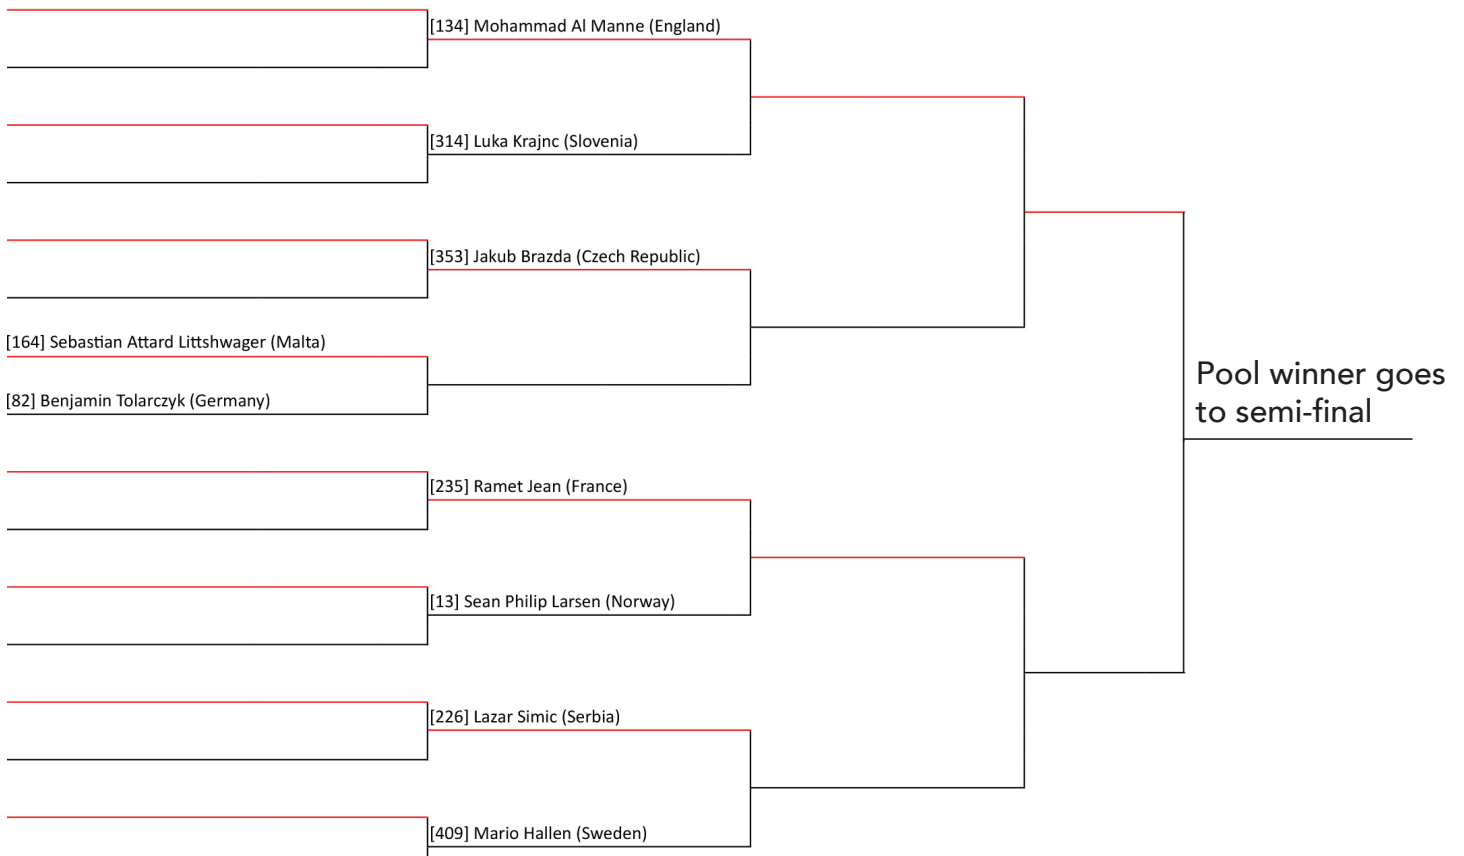 [134] Mohammad Al Manne (England)
[314] Luka Krajnc (Slovenia)
[353] Jakub Brazda (Czech Republic)
[164] Sebastian Attard Littshwager (Malta)
[82] Benjamin Tolarczyk (Germany)
Pool winner goes
to semi-final
[235] Ramet Jean (France)
[13] Sean Philip Larsen (Norway)
[226] Lazar Simic (Serbia)
[409] Mario Hallen (Sweden)